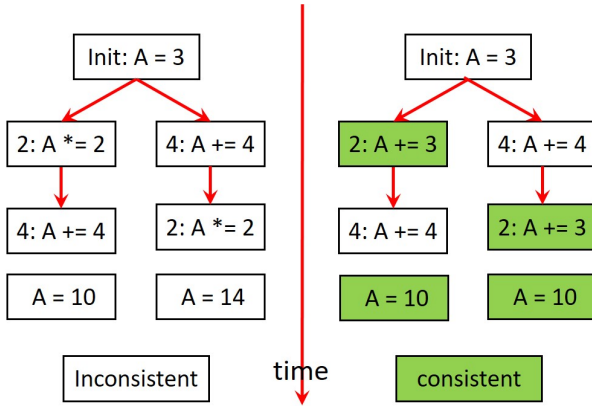 Init: A = 3
2: A *= 2
4: A += 4
4: A += 4
2: A *= 2
A = 10
A = 14
Inconsistent
time
Init: A = 3
2: A += 3
4: A += 4
4: A += 4
2: A += 3
A = 10
A = 10
consistent